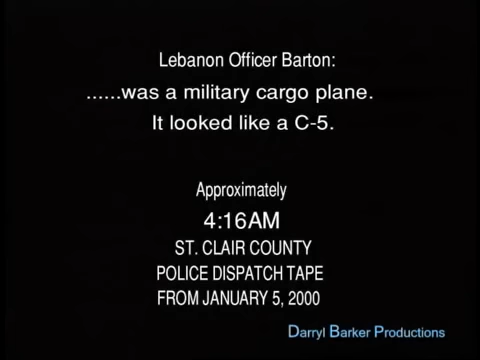 Lebanon Officer Barton:
......was a military cargo plane.
It looked like a C-5.
Approximately
4:16AM
ST. CLAIR COUNTY
POLICE DISPATCH TAPE
FROM JANUARY 5, 2000
Darryl Barker Productions